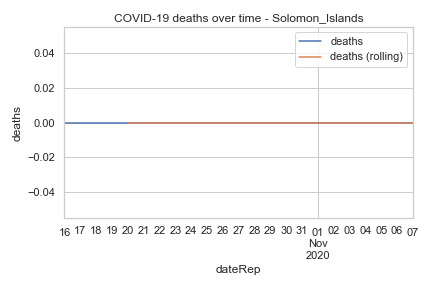 COVID-19 deaths over time - Solomon_Islands
deaths
deaths (rolling)
0.04
0.02
0.00
−0.02
−0.04
deaths
16 17 18 19 20 21 22 23 24 25 26 27 28 29 30 31 01 02 03 04 05 06 07
Nov
2020
dateRep